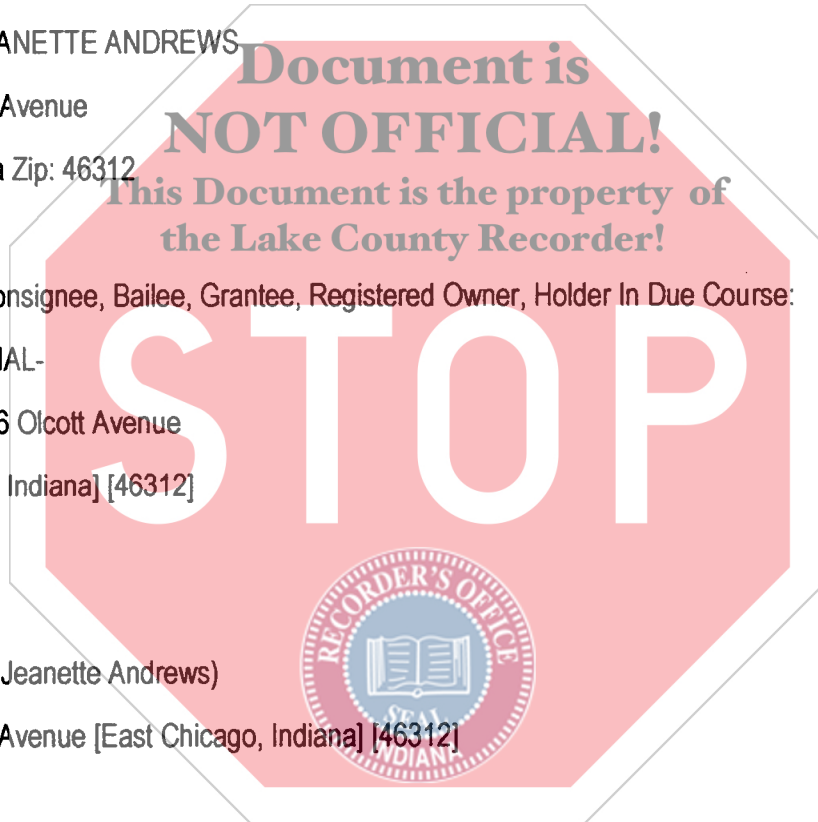 ANETTE ANDREWS
Document is
Avenue
NOT OFFICIAL!
Zip: 46312
This Document is the property of
the Lake County Recorder!
onsignee, Bailee, Grantee, Registered Owner, Holder In Due Course:
IAL-
STOP
6 Olcott Avenue
Indiana] [46312]
RECORDER'S OFFICE
SEAL
INDIANA
Jeanette Andrews)
Avenue [East Chicago, Indiana] [46312]